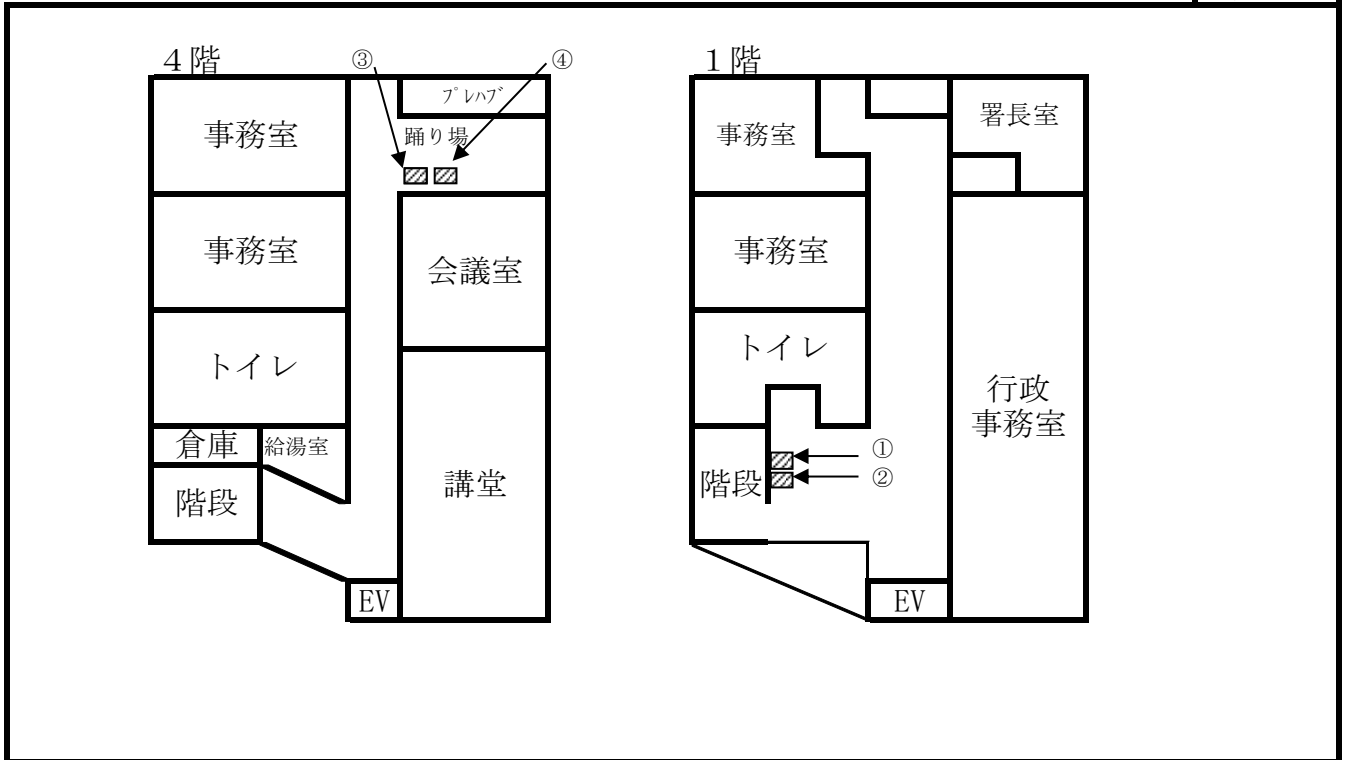 4階
③
④
プレハブ
踊り場
事務室
事務室
会議室
トイレ
倉庫
給湯室
階段
講堂
EV
1階
事務室
署長室
事務室
トイレ
行政
事務室
①
②
階段
EV